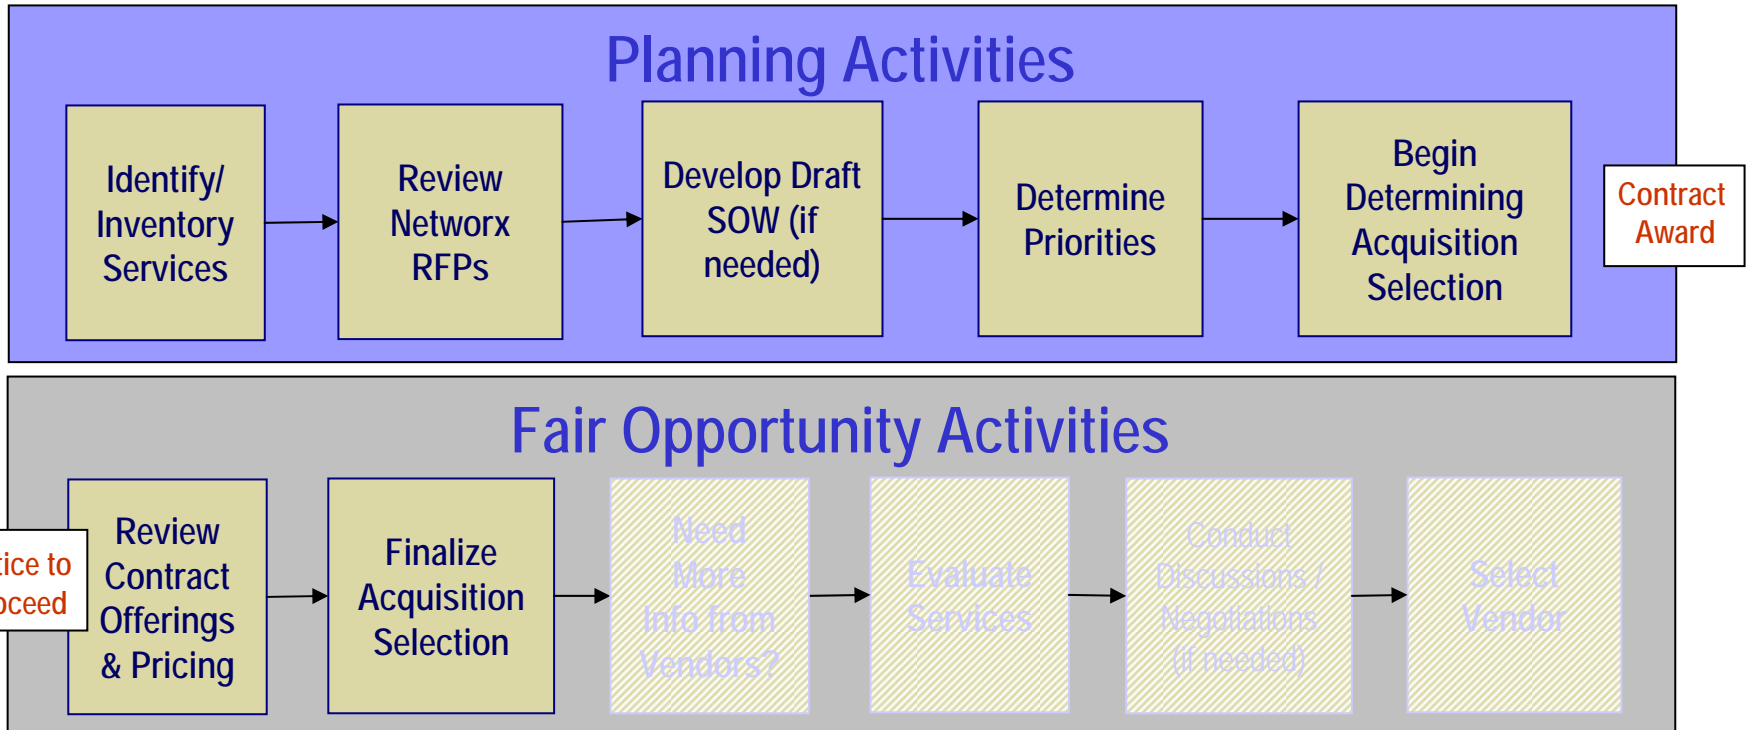 Planning Activities
Identify/
Inventory
Services
Review
Networx
RFPs
Develop Draft
SOW (if
needed)
Determine
Priorities
Begin
Determining
Acquisition
Selection
Contract
Award
Fair Opportunity Activities
tice to
oceed
Review
Contract
Offerings
& Pricing
Finalize
Acquisition
Selection
Need
More
Info from
Vendors?
Evaluate
Services
Conduct
Discussions /
Negotiations
(if needed)
Select
Vendor